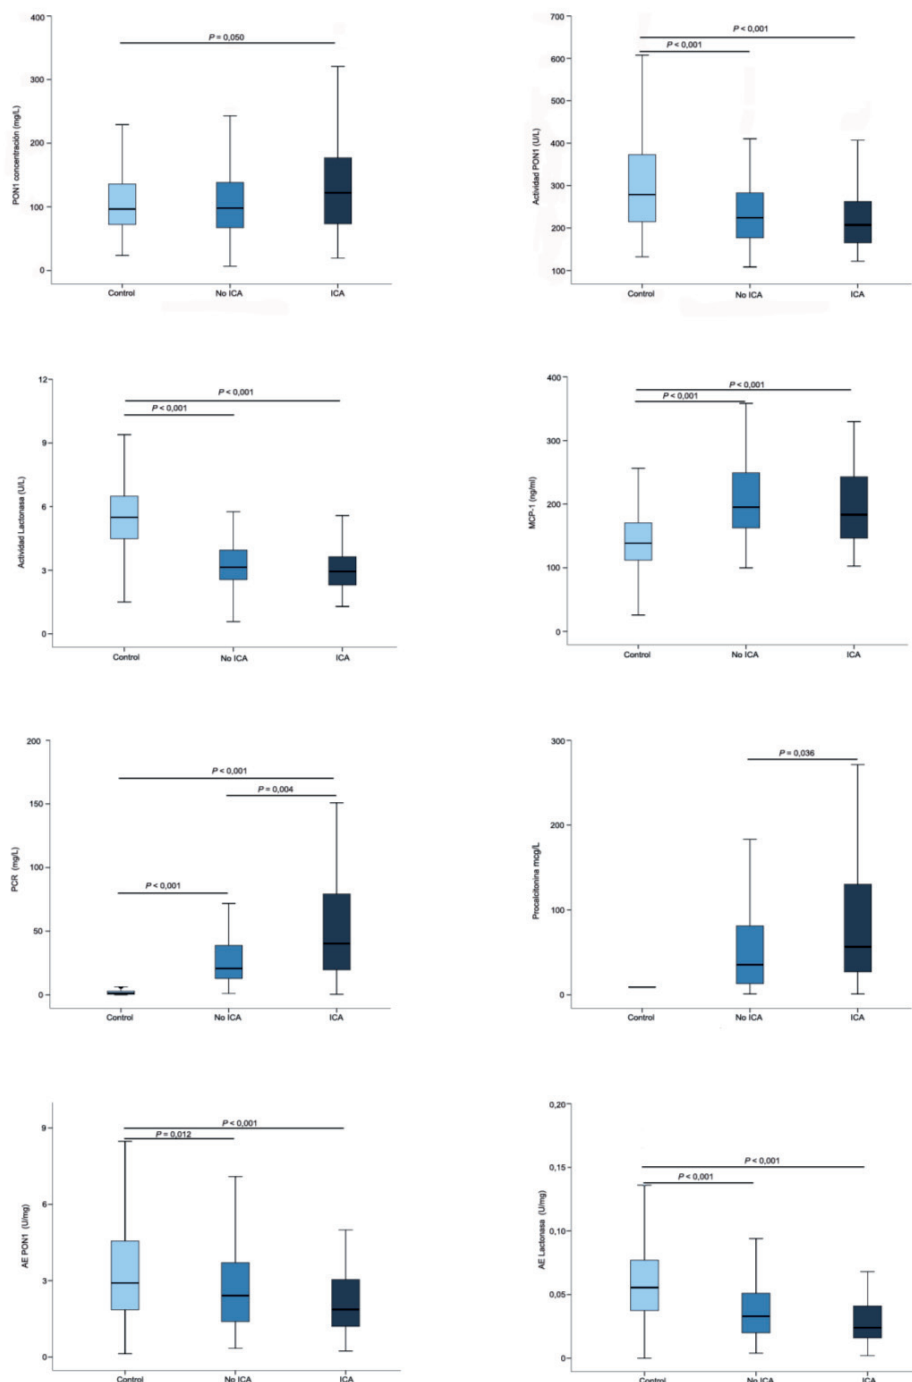 PON1 concentración (mg/L)
400
300
200
100
0
P = 0,050
Control
No ICA
ICA
Actividad PON1 (U/L)
700
600
500
400
300
200
100
P < 0,001
P < 0,001
Control
No ICA
ICA
Actividad Lactonasa (U/L)
12
9
6
3
0
P < 0,001
P < 0,001
Control
No ICA
ICA
MCP-1 (ng/ml)
400
300
200
100
0
P < 0,001
P < 0,001
Control
No ICA
ICA
PCR (mg/L)
200
150
100
50
0
P < 0,001
P = 0,004
P < 0,001
Control
No ICA
ICA
Procalcitonina mcg/L
300
200
100
0
P = 0,036
Control
No ICA
ICA
AE PON1 (U/mg)
9
6
3
0
P < 0,001
P = 0,012
Control
No ICA
ICA
AE Lactonasa (U/mg)
0,20
0,15
0,10
0,05
0,00
P < 0,001
P < 0,001
Control
No ICA
ICA